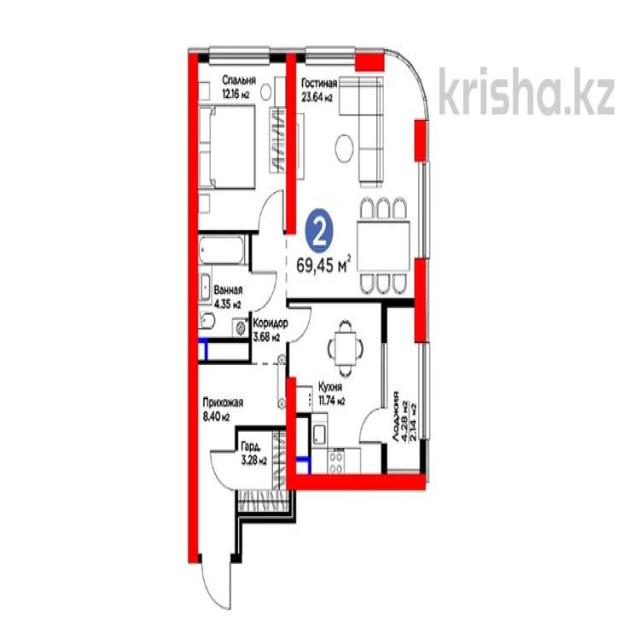 krisha.kz
Спальня
12.16 м2
Гостиная
23.64 м2
2
69,45 м2
Ванная
4.35 м2
Коридор
3.68 м2
Кухня
11.74 м2
Лоджия
4.28 м2
2.14 м2
Прихожая
8.40 м2
Гард.
3.28 м2